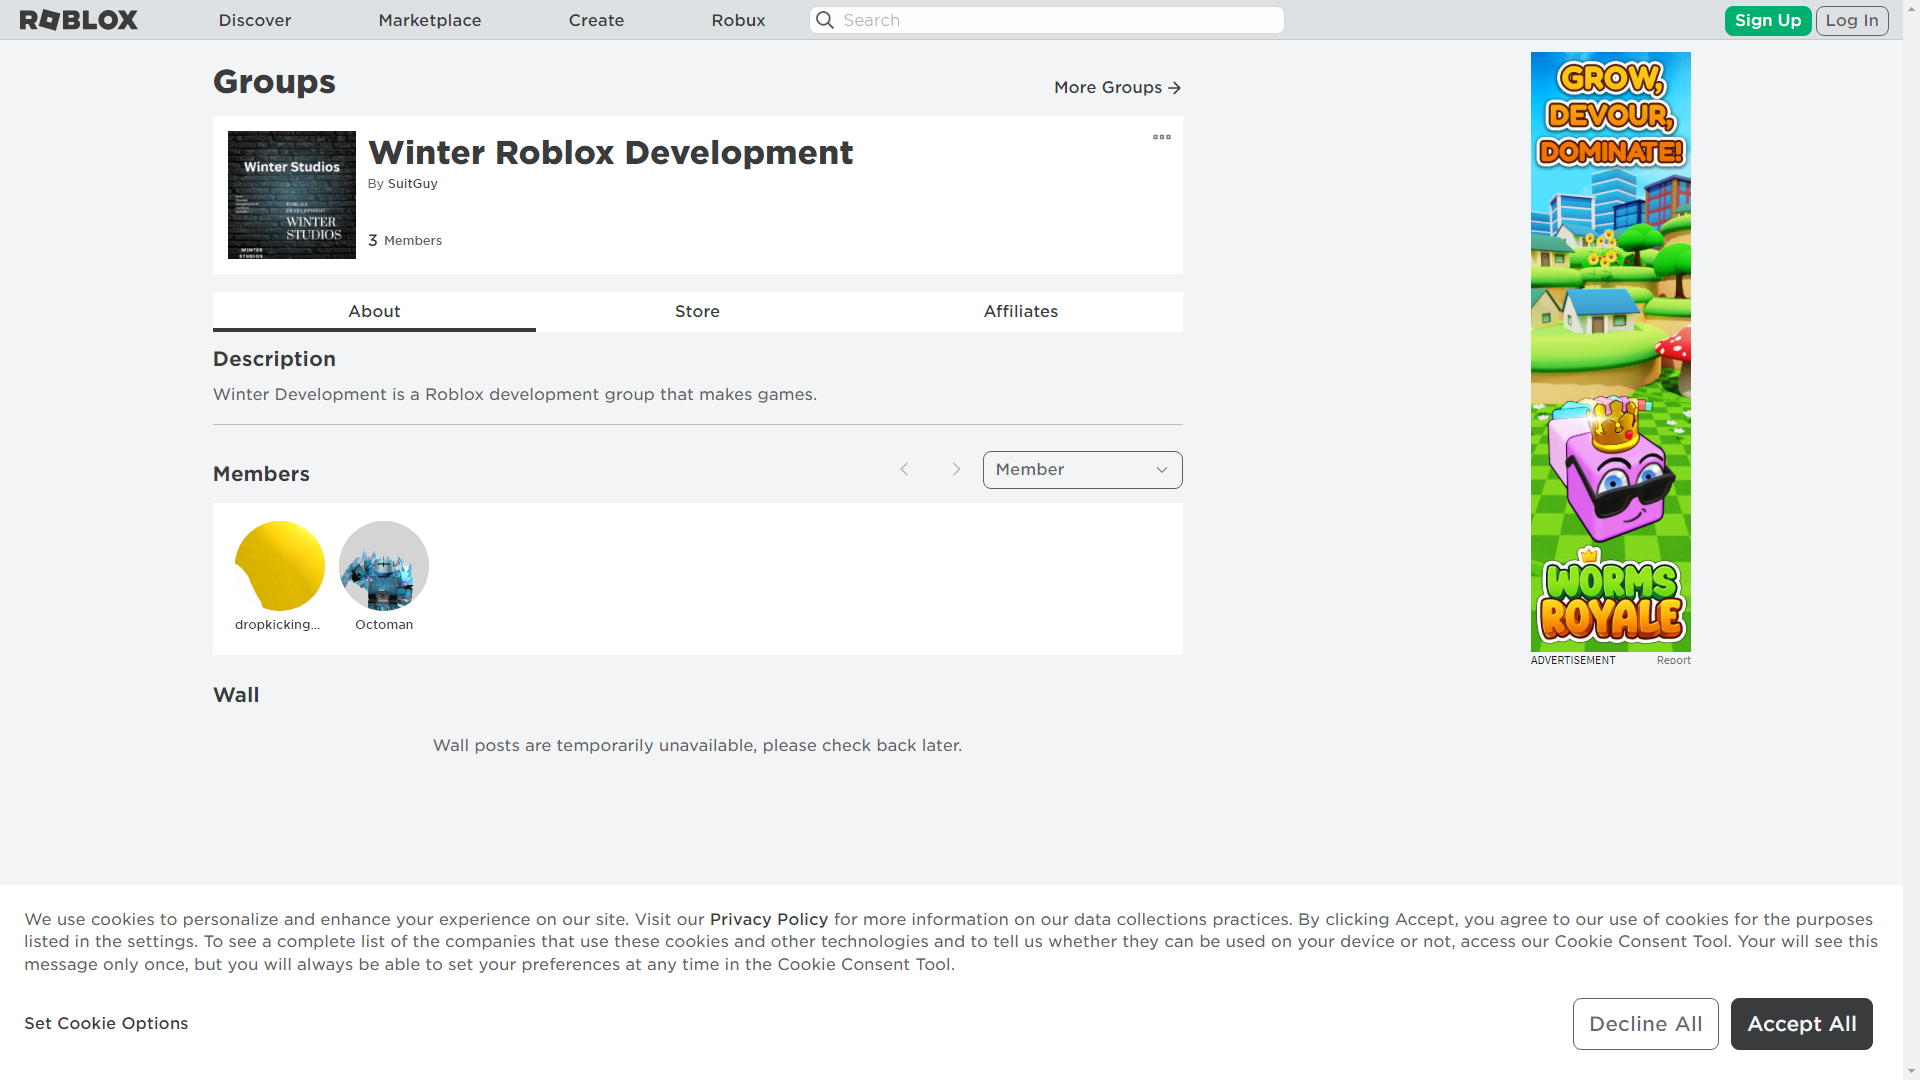 ROBLOX
Discover
Marketplace
Create
Robux
Search
Sign Up
Log In
Groups
More Groups
Winter Studios
ROBLOX
DEVELOPMENT
WINTER
STUDIOS
WINTER
STUDIOS
Winter Roblox Development
By SuitGuy
3 Members
About
Store
Affiliates
Description
Winter Development is a Roblox development group that makes games.
Members
Member
dropkicking...
Octoman
Wall
Wall posts are temporarily unavailable, please check back later.
GROW,
DEVOUR,
DOMINATE!
WORMS
ROYALE
ADVERTISEMENT
Report
We use cookies to personalize and enhance your experience on our site. Visit our Privacy Policy for more information on our data collections practices. By clicking Accept, you agree to our use of cookies for the purposes
listed in the settings. To see a complete list of the companies that use these cookies and other technologies and to tell us whether they can be used on your device or not, access our Cookie Consent Tool. Your will see this
message only once, but you will always be able to set your preferences at any time in the Cookie Consent Tool.
Set Cookie Options
Decline All
Accept All